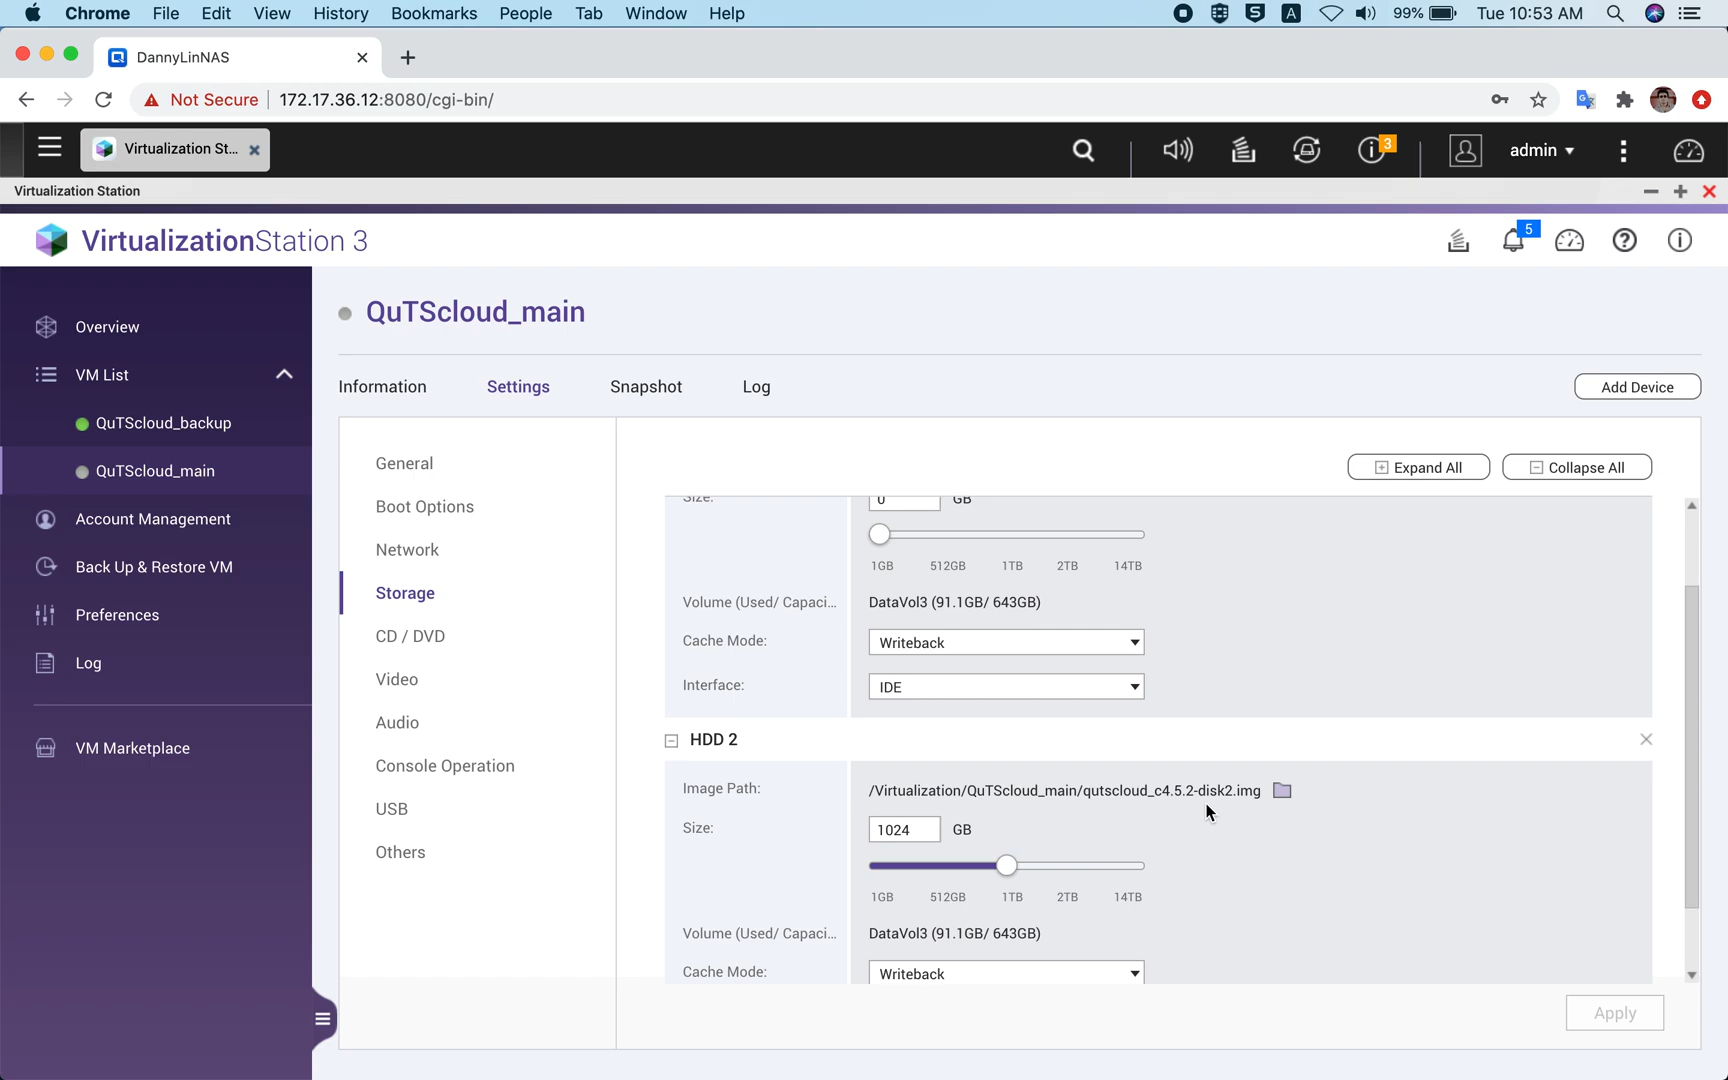 Chrome File Edit View History Bookmarks People Tab Window Help
S A 99% Tue 10:53 AM
DannyLinNAS
Not Secure 172.17.36.12:8080/cgi-bin/
Virtualization St...
3 admin
Virtualization Station
VirtualizationStation 3
5
QuTScloud_main
Overview
VM List
QuTScloud_backup
QuTScloud_main
Account Management
Back Up & Restore VM
Preferences
Log
VM Marketplace
Information Settings Snapshot Log Add Device
General
Boot Options
Network
Storage
CD / DVD
Video
Audio
Console Operation
USB
Others
Expand All Collapse All
Size: 0 GB
1GB 512GB 1TB 2TB 14TB
Volume (Used/ Capaci... DataVol3 (91.1GB/ 643GB)
Cache Mode: Writeback
Interface: IDE
HDD 2
Image Path: /Virtualization/QuTScloud_main/qutscloud_c4.5.2-disk2.img
Size: 1024 GB
1GB 512GB 1TB 2TB 14TB
Volume (Used/ Capaci... DataVol3 (91.1GB/ 643GB)
Cache Mode: Writeback
Apply